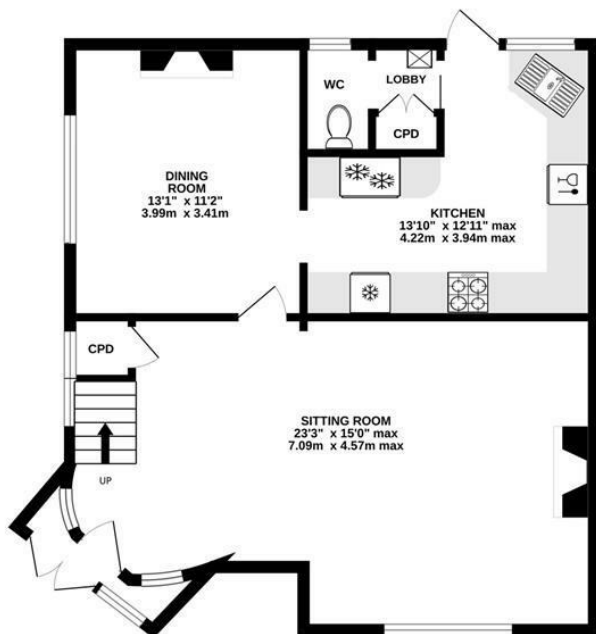 WC
LOBBY
CPD
DINING
ROOM
13'1" x 11'2"
3.99m x 3.41m
KITCHEN
13'10" x 12'11" max
4.22m x 3.94m max
CPD
SITTING ROOM
23'3" x 15'0" max
7.09m x 4.57m max
UP